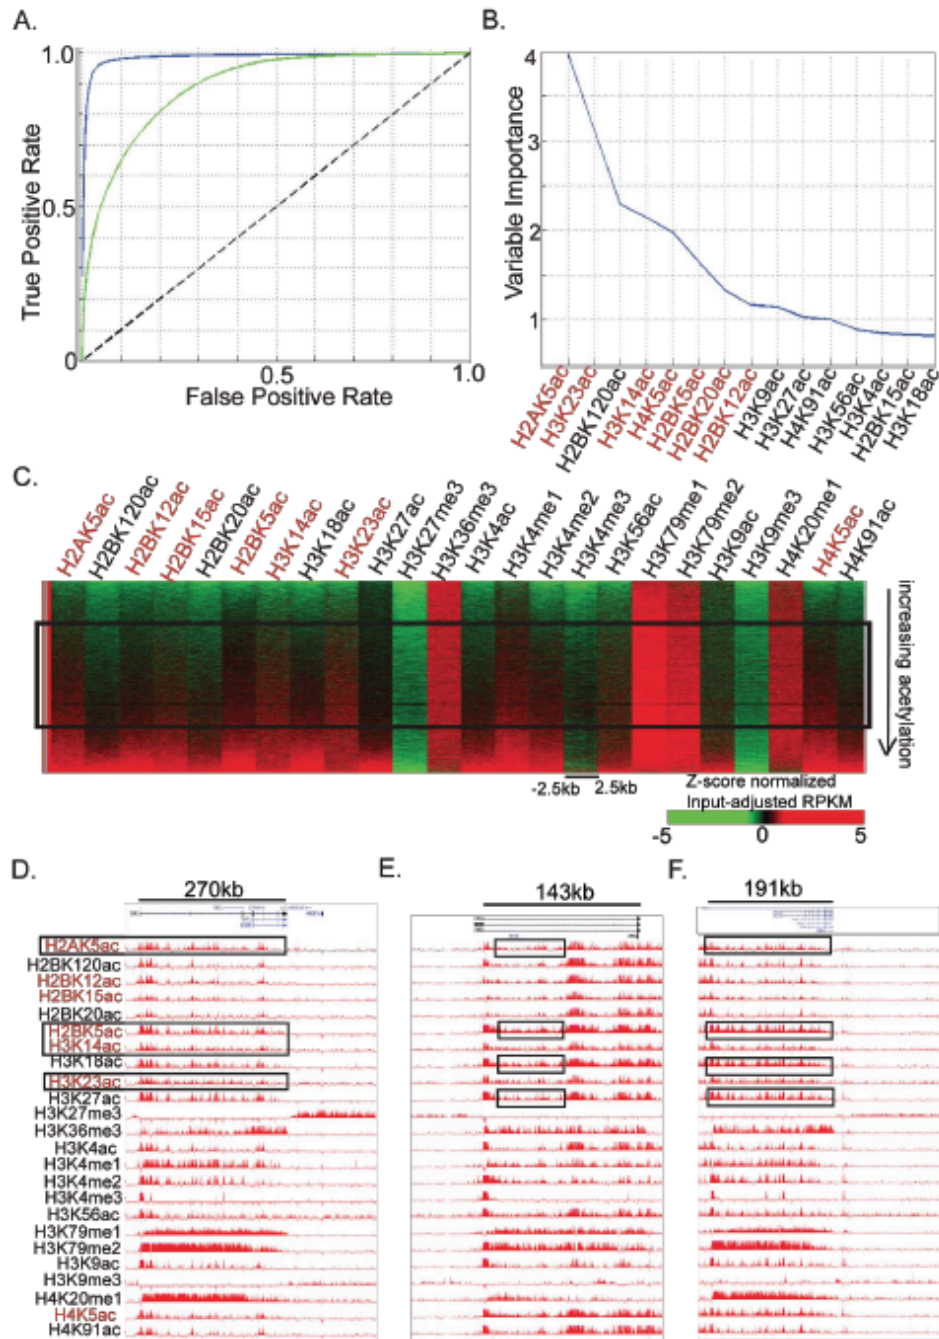 A.
1.0
0.5
0
0.5
1.0
True Positive Rate
False Positive Rate
B.
4
3
2
1
Variable Importance
H2AK5ac
H3K23ac
H2BK120ac
H3K14ac
H4K5ac
H2BK5ac
H2BK20ac
H2BK12ac
H3K9ac
H3K27ac
H4K91ac
H3K56ac
H3K4ac
H2BK15ac
H3K18ac
C.
H2AK5ac
H2BK120ac
H2BK12ac
H2BK15ac
H2BK20ac
H2BK5ac
H3K14ac
H3K18ac
H3K23ac
H3K27ac
H3K27me3
H3K36me3
H3K4ac
H3K4me1
H3K4me2
H3K4me3
H3K56ac
H3K79me1
H3K79me2
H3K9ac
H3K9me3
H4K20me1
H4K5ac
H4K91ac
increasing acetylation
-2.5kb 2.5kb
Z-score normalized
Input-adjusted RPKM
-5 0 5
D.
270kb
E.
143kb
F.
191kb
H2AK5ac
H2BK120ac
H2BK12ac
H2BK15ac
H2BK20ac
H2BK5ac
H3K14ac
H3K18ac
H3K23ac
H3K27ac
H3K27me3
H3K36me3
H3K4ac
H3K4me1
H3K4me2
H3K4me3
H3K56ac
H3K79me1
H3K79me2
H3K9ac
H3K9me3
H4K20me1
H4K5ac
H4K91ac